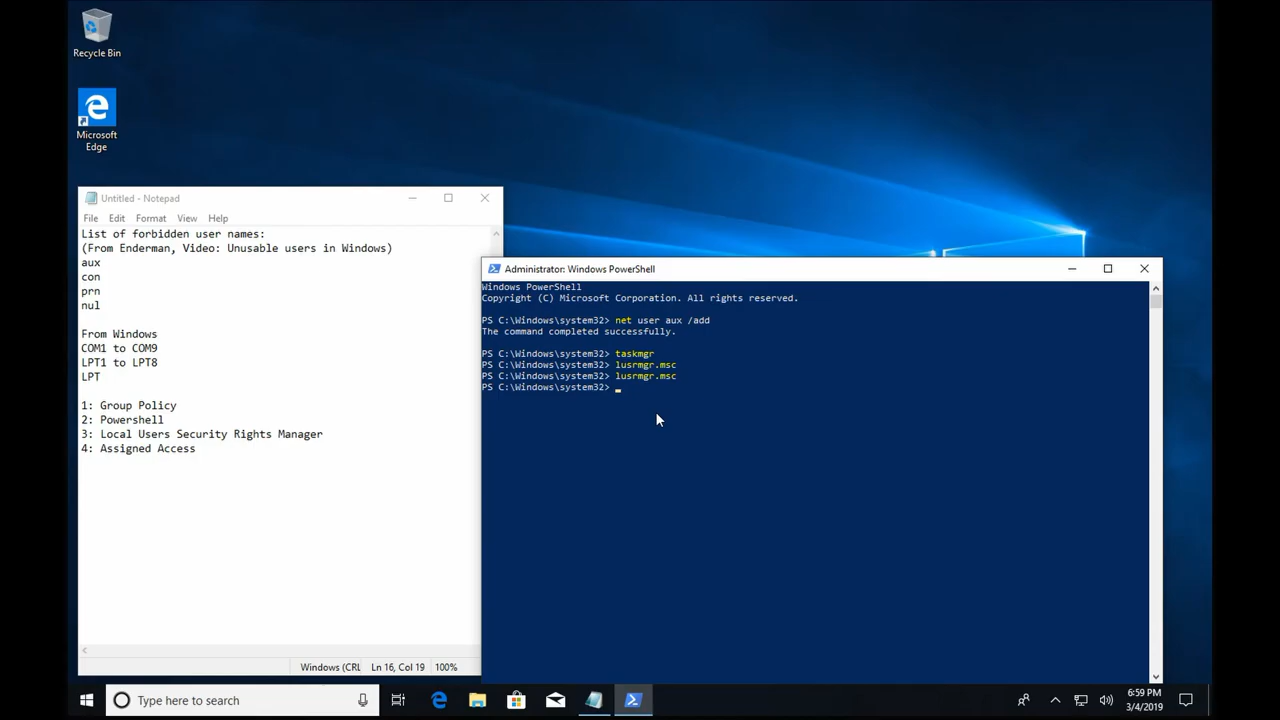 Recycle Bin
Microsoft
Edge
Untitled - Notepad
File Edit Format View Help
List of forbidden user names:
(From Enderman, Video: Unusable users in Windows)
aux
con
prn
nul
From Windows
COM1 to COM9
LPT1 to LPT8
LPT
1: Group Policy
2: Powershell
3: Local Users Security Rights Manager
4: Assigned Access
Windows (CRL
Ln 16, Col 19
100%
Administrator: Windows PowerShell
Windows PowerShell
Copyright (C) Microsoft Corporation. All rights reserved.
PS C:\Windows\system32> net user aux /add
The command completed successfully.
PS C:\Windows\system32> taskmgr
PS C:\Windows\system32> lusrmgr.msc
PS C:\Windows\system32> lusrmgr.msc
PS C:\Windows\system32>
Type here to search
6:59 PM
3/4/2019